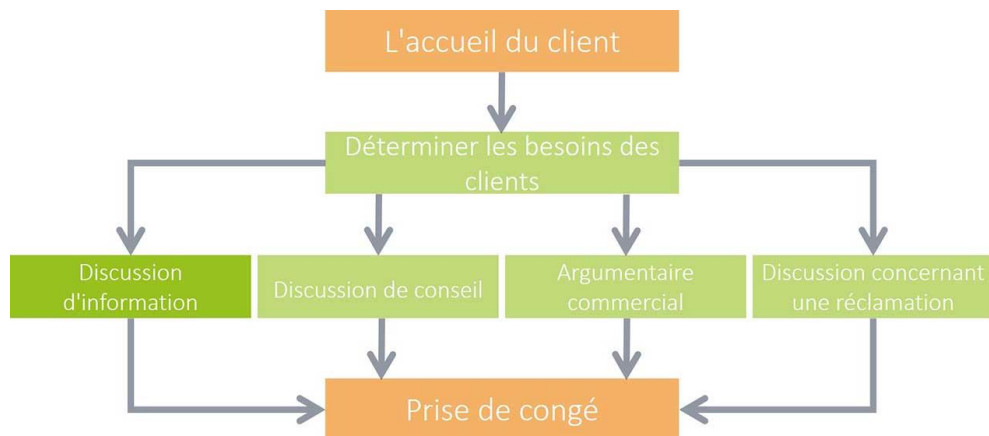 L'accueil du client
Déterminer les besoins des
clients
Discussion
d'information
Discussion de conseil
Argumentaire
commercial
Discussion concernant
une réclamation
Prise de congé